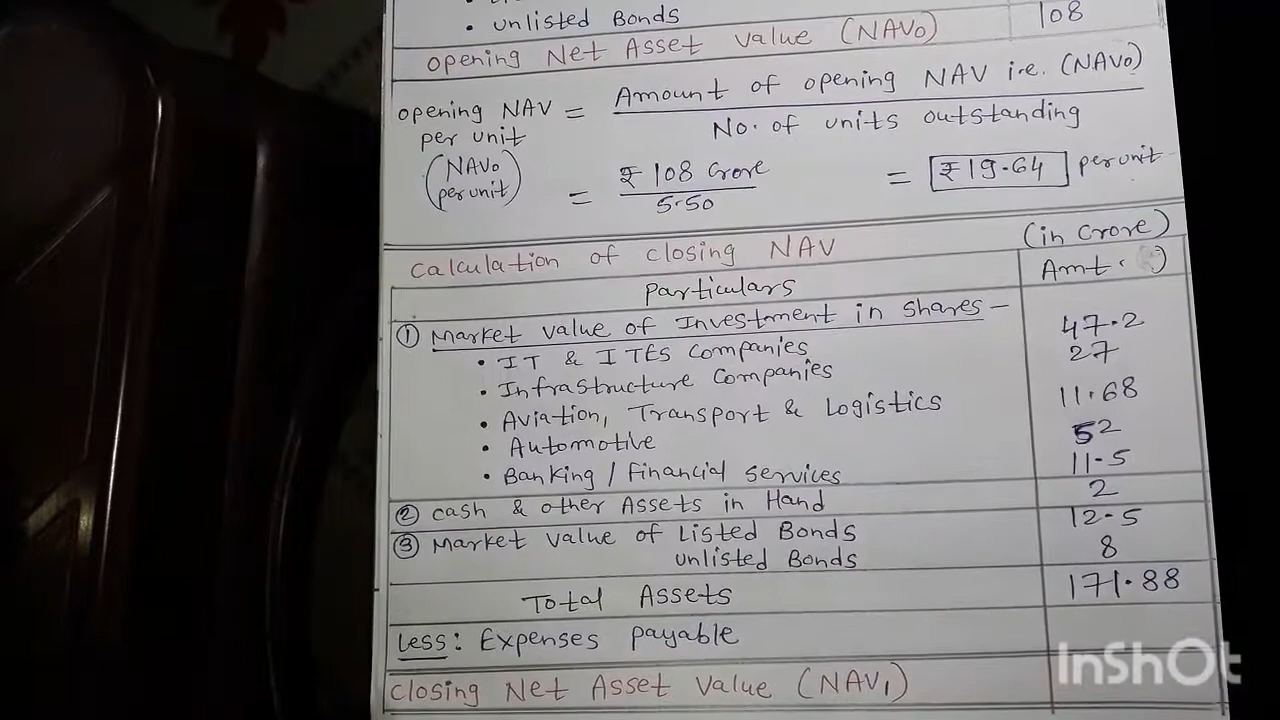 • Unlisted Bonds
opening Net Asset Value (NAV₀) 108
opening NAV per unit (NAV₀ per unit) = Amount of opening NAV i.e. (NAV₀) / No. of units outstanding
= ₹ 108 Crore / 5.50 = ₹19.64 per unit
Calculation of closing NAV (in Crore)
Particulars Amt.
① Market value of Investment in Shares –
• IT & ITES Companies 47.2
• Infrastructure Companies 27
• Aviation, Transport & Logistics 11.68
• Automotive 52
• Banking / Financial Services 11.5
② Cash & other Assets in Hand 2
③ Market value of Listed Bonds 12.5
Unlisted Bonds 8
Total Assets 171.88
Less: Expenses payable
Closing Net Asset Value (NAV₁)
InShOt